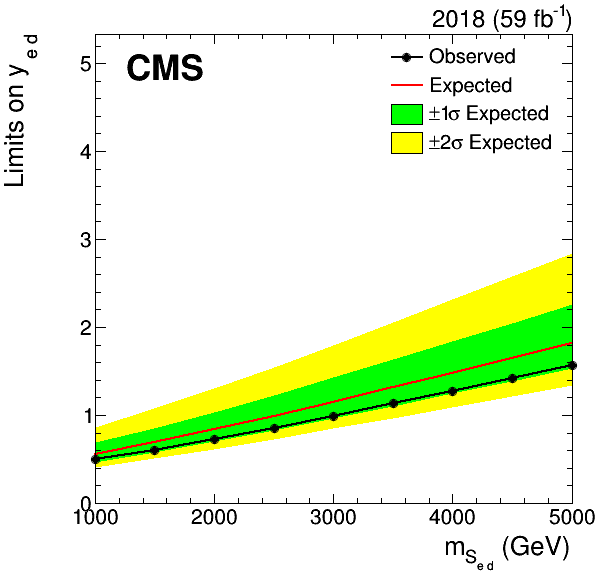 2018 (59 fb⁻¹)
CMS
Observed
Expected
±1σ Expected
±2σ Expected
Limits on y e d
5
4
3
2
1
0
1000 2000 3000 4000 5000
m S e d (GeV)